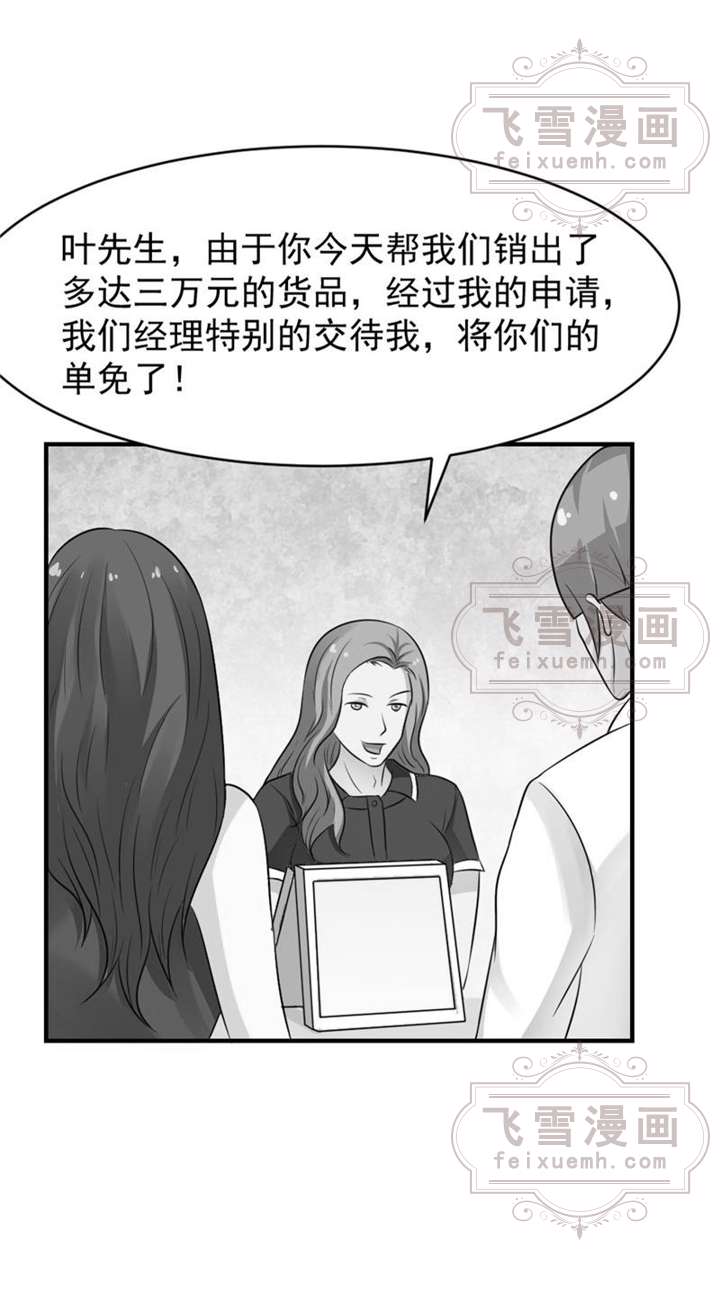 飞雪漫画
feixuemh.com
叶先生，由于你今天帮我们销出了
多达三万元的货品，经过我的申请，
我们经理特别的交待我，将你们的
单免了！
飞雪漫画
feixuemh.com
飞雪漫画
feixuemh.com